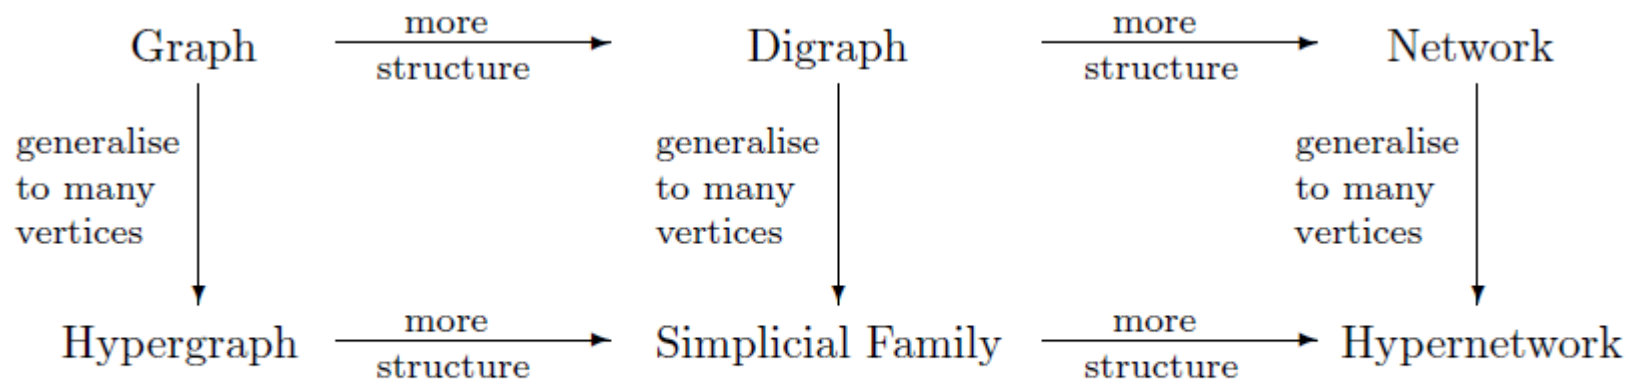 Graph more structure Digraph more structure Network
generalise generalise generalise
to many to many to many
vertices vertices vertices
Hypergraph more structure Simplicial Family more structure Hypernetwork